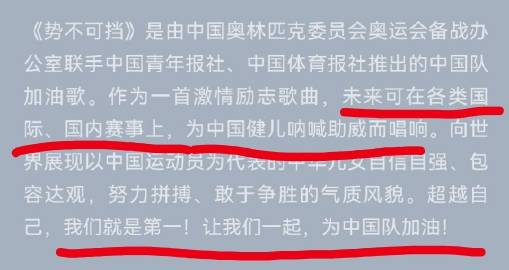 《势不可挡》是由中国奥林匹克委员会奥运会备战办
公室联手中国青年报社、中国体育报社推出的中国队
加油歌。作为一首激情励志歌曲，未来可在各类国
际、国内赛事上，为中国健儿呐喊助威而唱响。向世
界展现以中国运动员为代表的中华儿女自信自强、包
容达观，努力拼搏、敢于争胜的气质风貌。超越自
己，我们就是第一！让我们一起，为中国队加油！